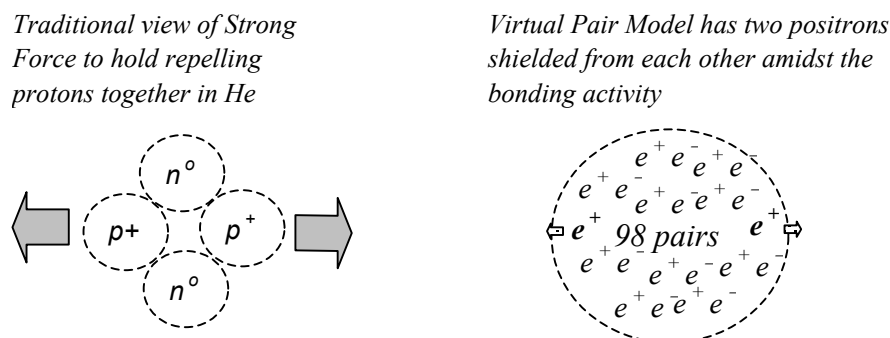 Traditional view of Strong
Force to hold repelling
protons together in He
n°
p+
p⁺
n°
Virtual Pair Model has two positrons
shielded from each other amidst the
bonding activity
e⁺ e⁻ e⁺ e⁻
e⁺ e⁻ e⁺ e⁻ e⁺ e⁻
e⁺ 98 pairs e⁺
e⁺ e⁻ e⁺ e⁻ e⁺ e⁻
e⁺ e⁻ e⁺ e⁻